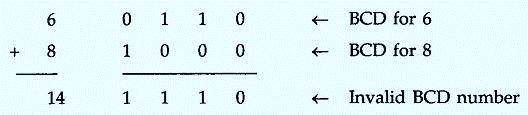 6 0 1 1 0 ← BCD for 6
+ 8 1 0 0 0 ← BCD for 8
14 1 1 1 0 ← Invalid BCD number